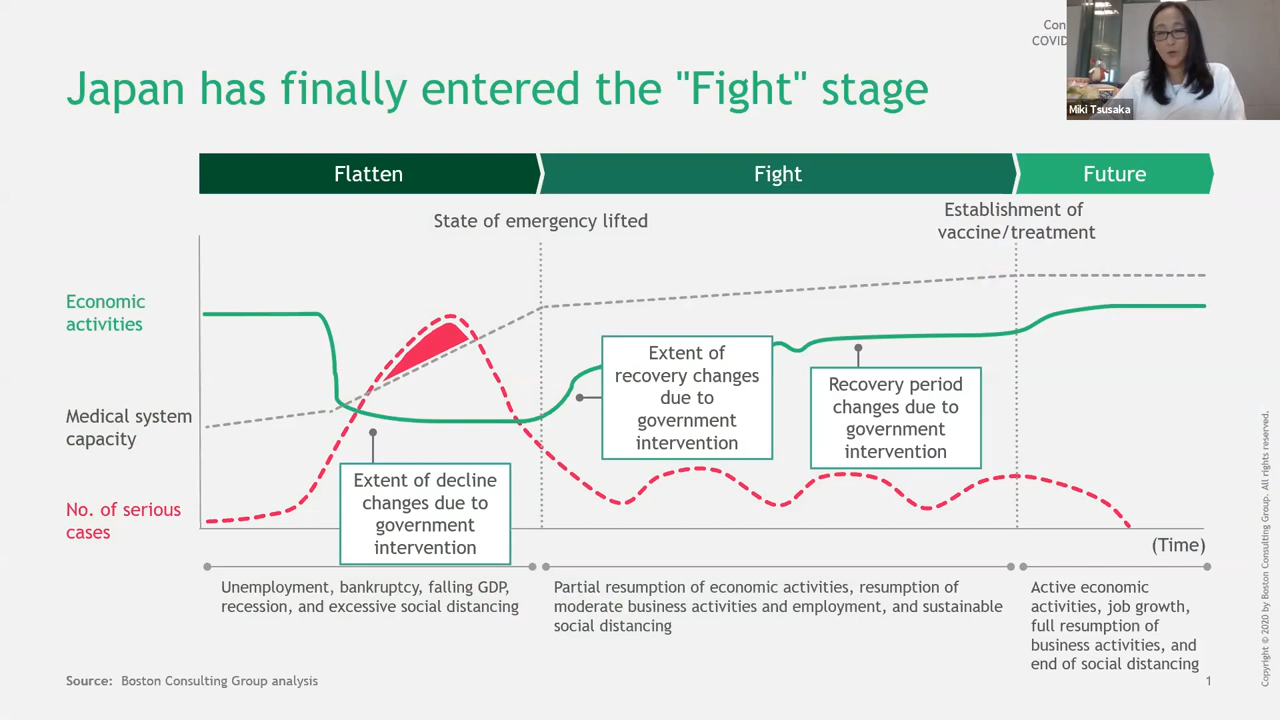 Con
COVID
Japan has finally entered the "Fight" stage
Miki Tsusaka
Flatten
Fight
Future
State of emergency lifted
Establishment of
vaccine/treatment
Economic
activities
Medical system
capacity
No. of serious
cases
Extent of decline
changes due to
government
intervention
Extent of
recovery changes
due to
government
intervention
Recovery period
changes due to
government
intervention
(Time)
Unemployment, bankruptcy, falling GDP,
recession, and excessive social distancing
Partial resumption of economic activities, resumption of
moderate business activities and employment, and sustainable
social distancing
Active economic
activities, job growth,
full resumption of
business activities, and
end of social distancing
Source: Boston Consulting Group analysis
1
Copyright © 2020 by Boston Consulting Group. All rights reserved.